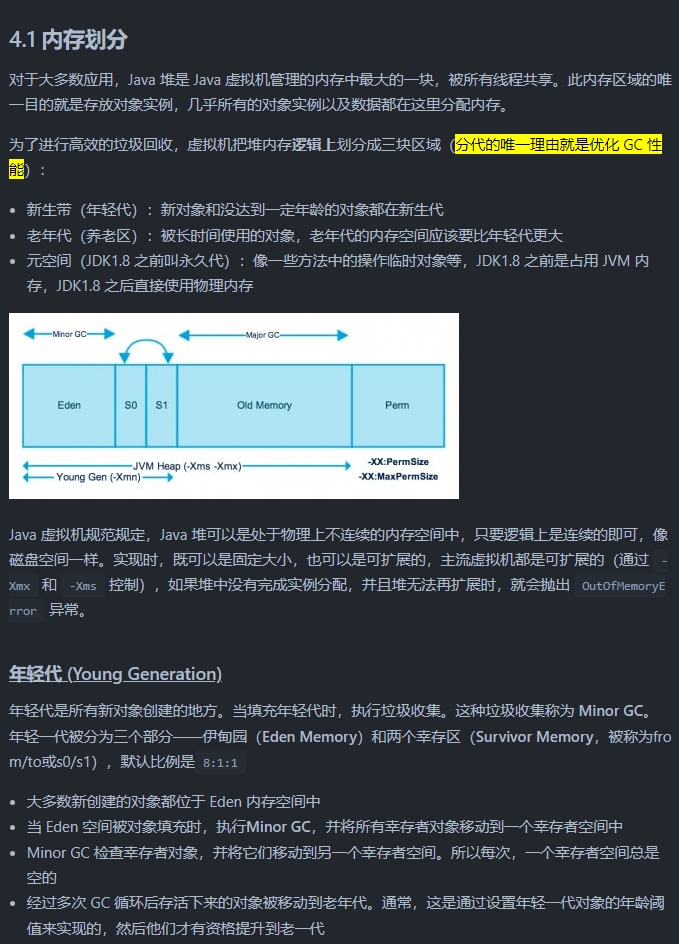 4.1 内存划分
对于大多数应用，Java 堆是 Java 虚拟机管理的内存中最大的一块，被所有线程共享。此内存区域的唯
一目的就是存放对象实例，几乎所有的对象实例以及数据都在这里分配内存。
为了进行高效的垃圾回收，虚拟机把堆内存逻辑上划分成三块区域（分代的唯一理由就是优化 GC 性
能）：
新生带（年轻代）：新对象和没达到一定年龄的对象都在新生代
老年代（养老区）：被长时间使用的对象，老年代的内存空间应该要比年轻代更大
元空间（JDK1.8 之前叫永久代）：像一些方法中的操作临时对象等，JDK1.8 之前是占用 JVM 内
存，JDK1.8 之后直接使用物理内存
Minor GC
Major GC
Eden
S0
S1
Old Memory
Perm
JVM Heap (-Xms -Xmx)
-XX:PermSize
Young Gen (-Xmn)
-XX:MaxPermSize
Java 虚拟机规范规定，Java 堆可以是处于物理上不连续的内存空间中，只要逻辑上是连续的即可，像
磁盘空间一样。实现时，既可以是固定大小，也可以是可扩展的，主流虚拟机都是可扩展的（通过 -
Xmx 和 -Xms 控制），如果堆中没有完成实例分配，并且堆无法再扩展时，就会抛出 OutOfMemoryE
rror 异常。
年轻代 (Young Generation)
年轻代是所有新对象创建的地方。当填充年轻代时，执行垃圾收集。这种垃圾收集称为 Minor GC。
年轻一代被分为三个部分——伊甸园（Eden Memory）和两个幸存区（Survivor Memory，被称为fro
m/to或s0/s1），默认比例是 8:1:1
大多数新创建的对象都位于 Eden 内存空间中
当 Eden 空间被对象填充时，执行Minor GC，并将所有幸存者对象移动到一个幸存者空间中
Minor GC 检查幸存者对象，并将它们移动到另一个幸存者空间。所以每次，一个幸存者空间总是
空的
经过多次 GC 循环后存活下来的对象被移动到老年代。通常，这是通过设置年轻一代对象的年龄阈
值来实现的，然后他们才有资格提升到老一代